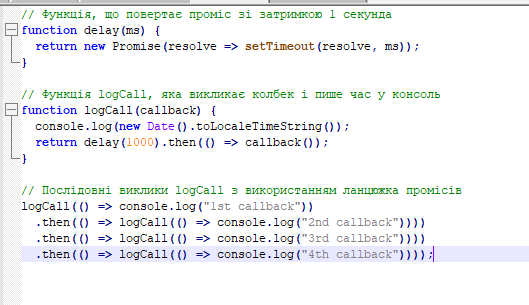 // Функція, що повертає проміс зі затримкою 1 секунда
function delay(ms) {
  return new Promise(resolve => setTimeout(resolve, ms));
}

// Функція logCall, яка викликає колбек і пише час у консоль
function logCall(callback) {
  console.log(new Date().toLocaleTimeString());
  return delay(1000).then(() => callback());
}

// Послідовні виклики logCall з використанням ланцюжка промісів
logCall(() => console.log("1st callback"))
  .then(() => logCall(() => console.log("2nd callback")))
  .then(() => logCall(() => console.log("3rd callback")))
  .then(() => logCall(() => console.log("4th callback")));